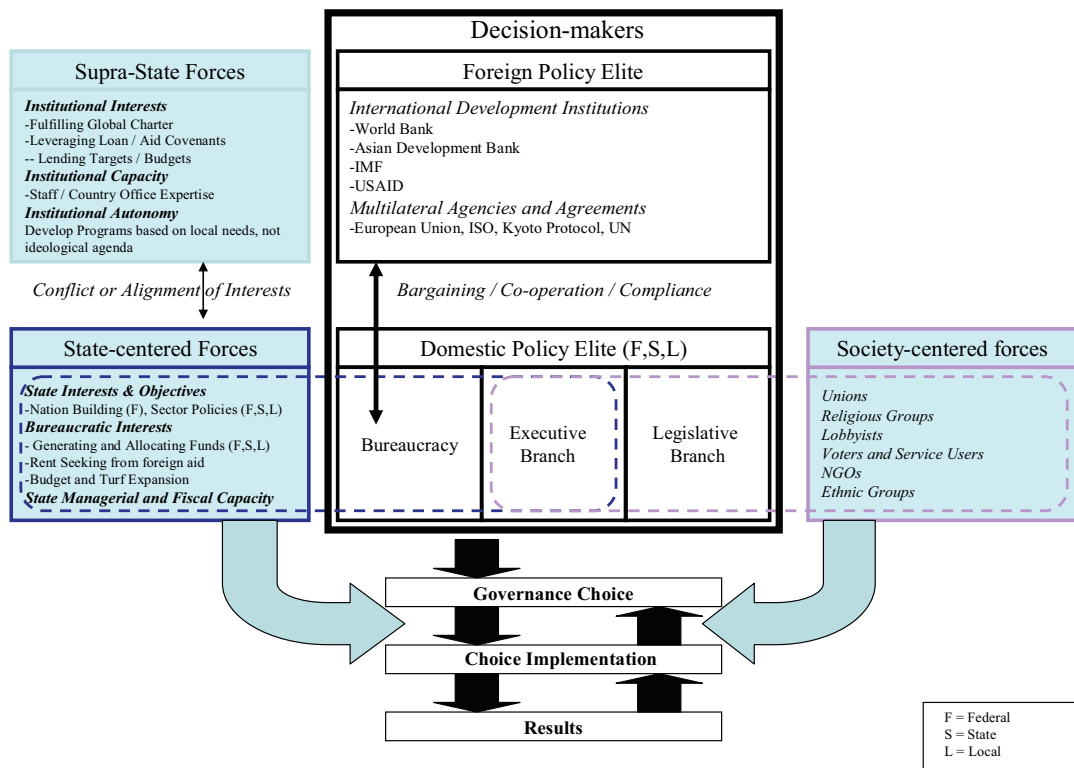 Decision-makers
Supra-State Forces
Institutional Interests
-Fulfilling Global Charter
-Leveraging Loan / Aid Covenants
-- Lending Targets / Budgets
Institutional Capacity
-Staff / Country Office Expertise
Institutional Autonomy
Develop Programs based on local needs, not
ideological agenda
Foreign Policy Elite
International Development Institutions
-World Bank
-Asian Development Bank
-IMF
-USAID
Multilateral Agencies and Agreements
-European Union, ISO, Kyoto Protocol, UN
Conflict or Alignment of Interests
Bargaining / Co-operation / Compliance
State-centered Forces
State Interests & Objectives
-Nation Building (F), Sector Policies (F,S,L)
Bureaucratic Interests
- Generating and Allocating Funds (F,S,L)
-Rent Seeking from foreign aid
-Budget and Turf Expansion
State Managerial and Fiscal Capacity
Domestic Policy Elite (F,S,L)
Bureaucracy
Executive
Branch
Legislative
Branch
Society-centered forces
Unions
Religious Groups
Lobbyists
Voters and Service Users
NGOs
Ethnic Groups
Governance Choice
Choice Implementation
Results
F = Federal
S = State
L = Local